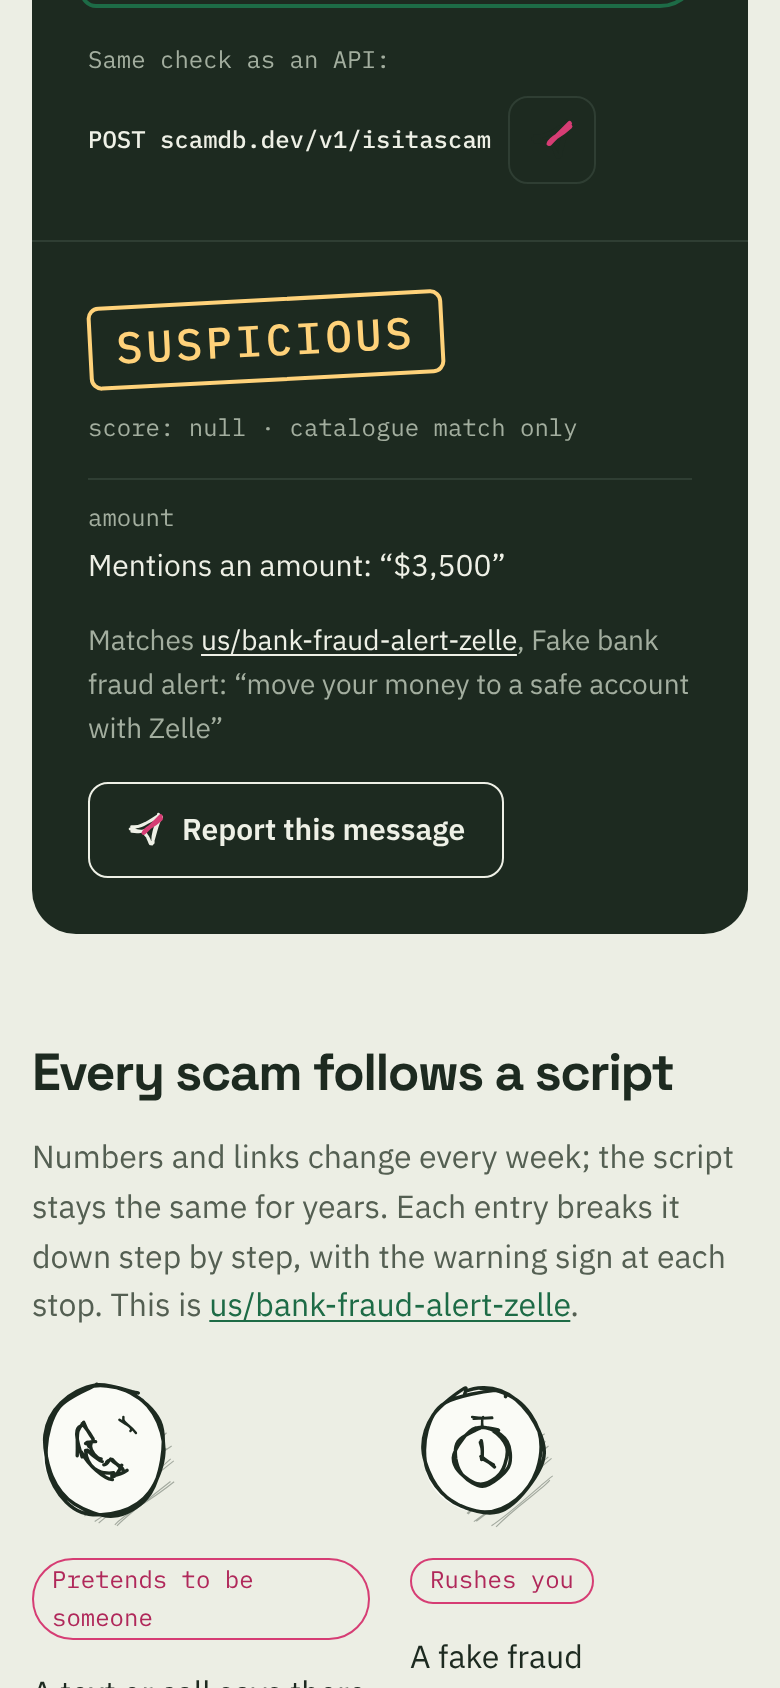 Same check as an API:
POST scamdb.dev/v1/isitascam
SUSPICIOUS
score: null · catalogue match only
amount
Mentions an amount: “$3,500”
Matches us/bank-fraud-alert-zelle, Fake bank
fraud alert: “move your money to a safe account
with Zelle”
Report this message
Every scam follows a script
Numbers and links change every week; the script
stays the same for years. Each entry breaks it
down step by step, with the warning sign at each
stop. This is us/bank-fraud-alert-zelle.
Pretends to be
someone
Rushes you
A fake fraud